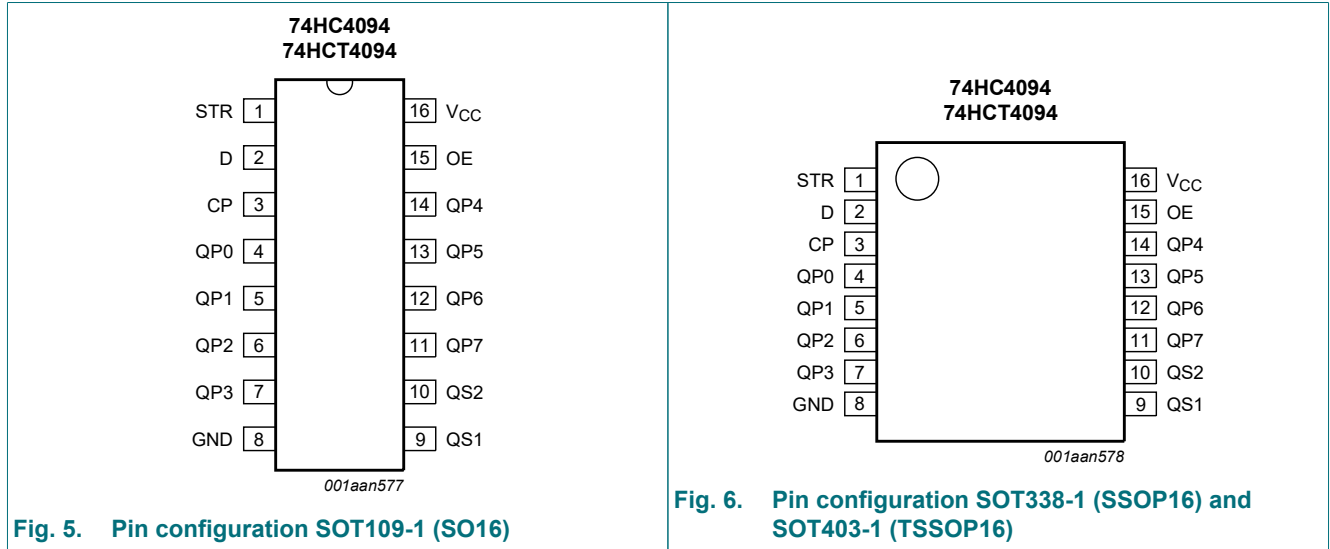 74HC4094
74HCT4094
STR 1
16 VCC
D 2
15 OE
CP 3
14 QP4
QP0 4
13 QP5
QP1 5
12 QP6
QP2 6
11 QP7
QP3 7
10 QS2
GND 8
9 QS1
001aan577
Fig. 5. Pin configuration SOT109-1 (SO16)
74HC4094
74HCT4094
STR 1
16 VCC
D 2
15 OE
CP 3
14 QP4
QP0 4
13 QP5
QP1 5
12 QP6
QP2 6
11 QP7
QP3 7
10 QS2
GND 8
9 QS1
001aan578
Fig. 6. Pin configuration SOT338-1 (SSOP16) and
SOT403-1 (TSSOP16)